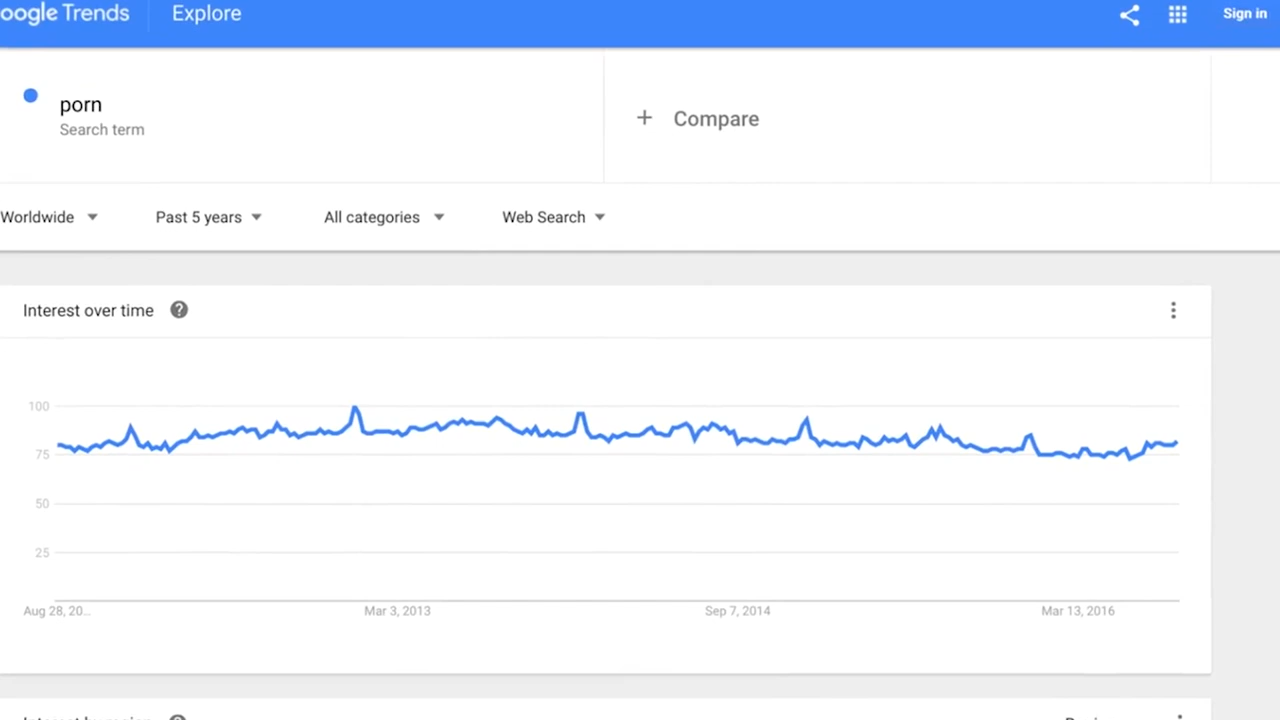 oogle Trends Explore Sign in
porn
Search term
+ Compare
Worldwide Past 5 years All categories Web Search
Interest over time ?
100
75
50
25
Aug 28, 20... Mar 3, 2013 Sep 7, 2014 Mar 13, 2016